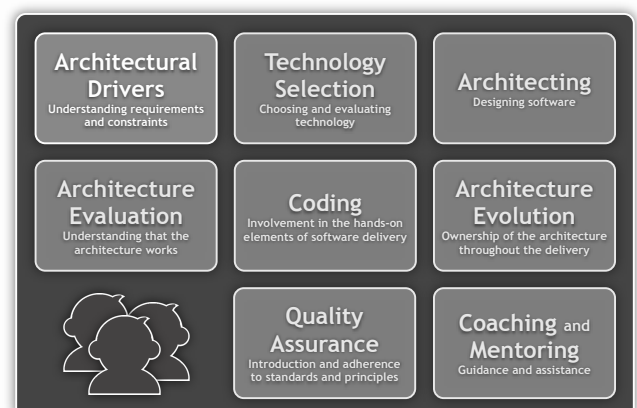 Architectural
Drivers
Understanding requirements
and constraints
Technology
Selection
Choosing and evaluating
technology
Architecting
Designing software
Architecture
Evaluation
Understanding that the
architecture works
Coding
Involvement in the hands-on
elements of software delivery
Architecture
Evolution
Ownership of the architecture
throughout the delivery
Quality
Assurance
Introduction and adherence
to standards and principles
Coaching and
Mentoring
Guidance and assistance